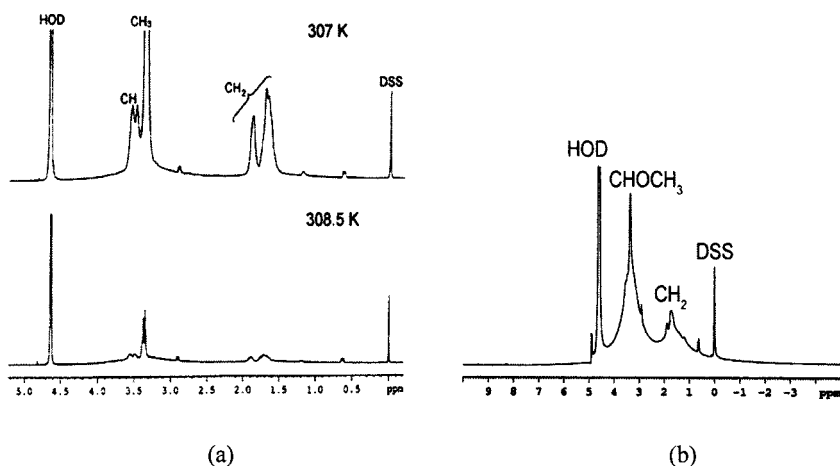 HOD
CH₃
307 K
CH
CH₂
DSS
308.5 K
5.0 4.5 4.0 3.5 3.0 2.5 2.0 1.5 1.0 0.5 ppm
(a)
HOD
CHOCH₃
DSS
CH₂
9 8 7 6 5 4 3 2 1 0 -1 -2 -3 ppm
(b)